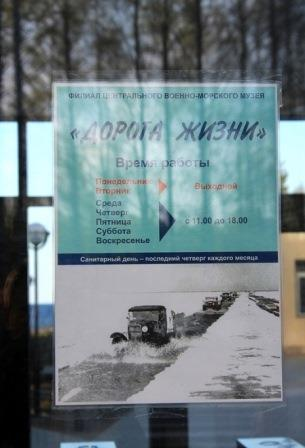 ФИЛИАЛ ЦЕНТРАЛЬНОГО ВОЕННО-МОРСКОГО МУЗЕЯ
«ДОРОГА ЖИЗНИ»
Время работы
Понедельник
Вторник
Выходной
Среда
Четверг
Пятница
Суббота
Воскресенье
с 11.00 до 18.00
Санитарный день – последний четверг каждого месяца